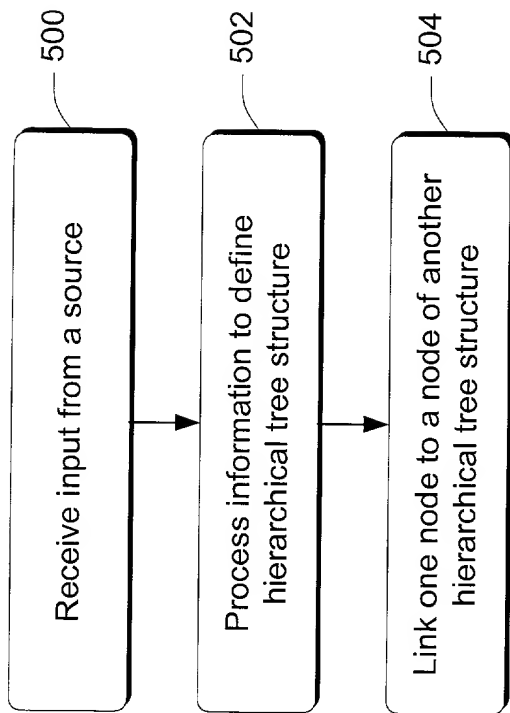 500
Receive input from a source
502
Process information to define
hierarchical tree structure
504
Link one node to a node of another
hierarchical tree structure